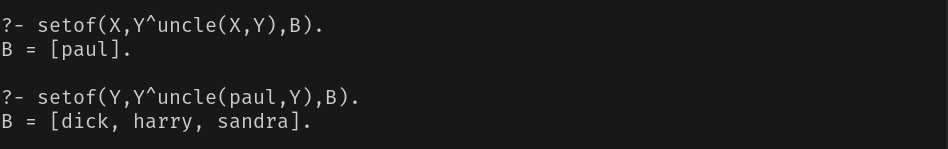 ?- setof(X,Y^uncle(X,Y),B).
B = [paul].
?- setof(Y,Y^uncle(paul,Y),B).
B = [dick, harry, sandra].